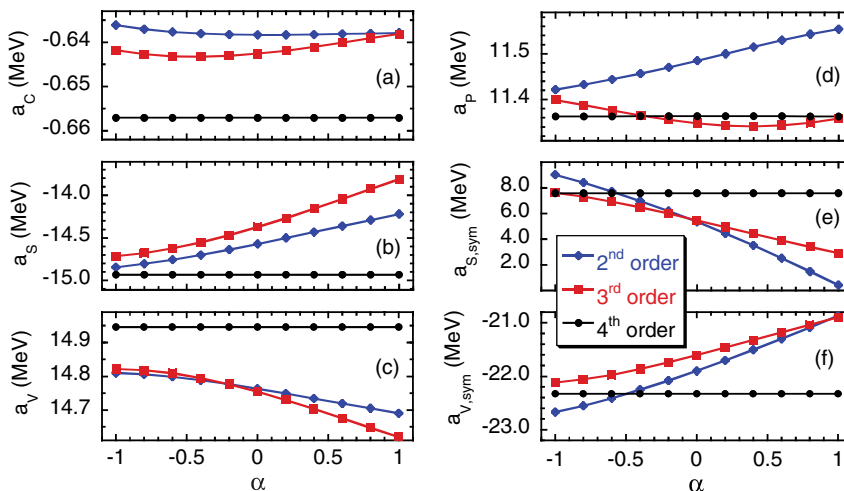 a_C (MeV)
-0.64
-0.65
-0.66
(a)
a_S (MeV)
-14.0
-14.5
-15.0
(b)
a_V (MeV)
14.9
14.8
14.7
(c)
-1 -0.5 0 0.5 1
α
a_P (MeV)
11.5
11.4
(d)
a_S,sym (MeV)
8.0
6.0
4.0
2.0
(e)
2nd order
3rd order
4th order
a_V,sym (MeV)
-21.0
-22.0
-23.0
(f)
-1 -0.5 0 0.5 1
α